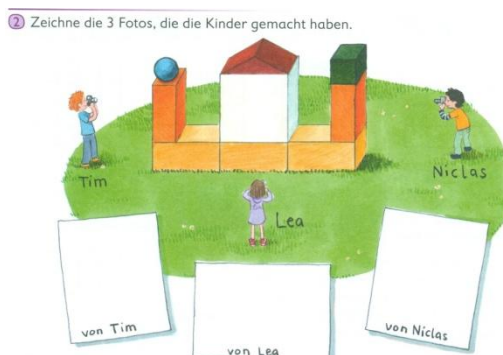 2 Zeichne die 3 Fotos, die die Kinder gemacht haben.
Tim
Niclas
Lea
von Tim
von Lea
von Niclas